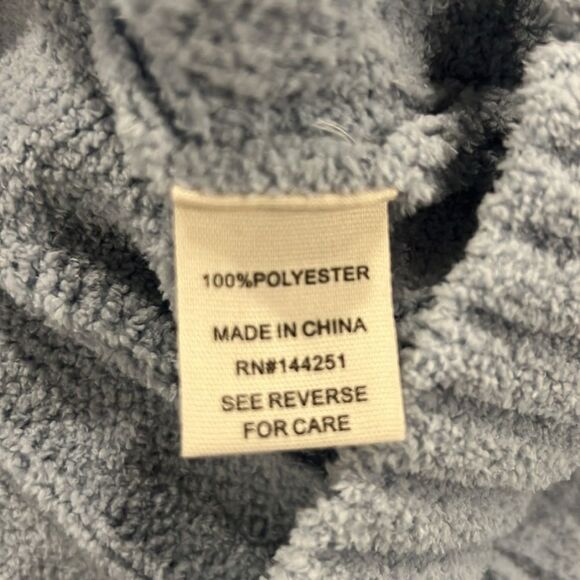 100%POLYESTER
MADE IN CHINA
RN#144251
SEE REVERSE
FOR CARE